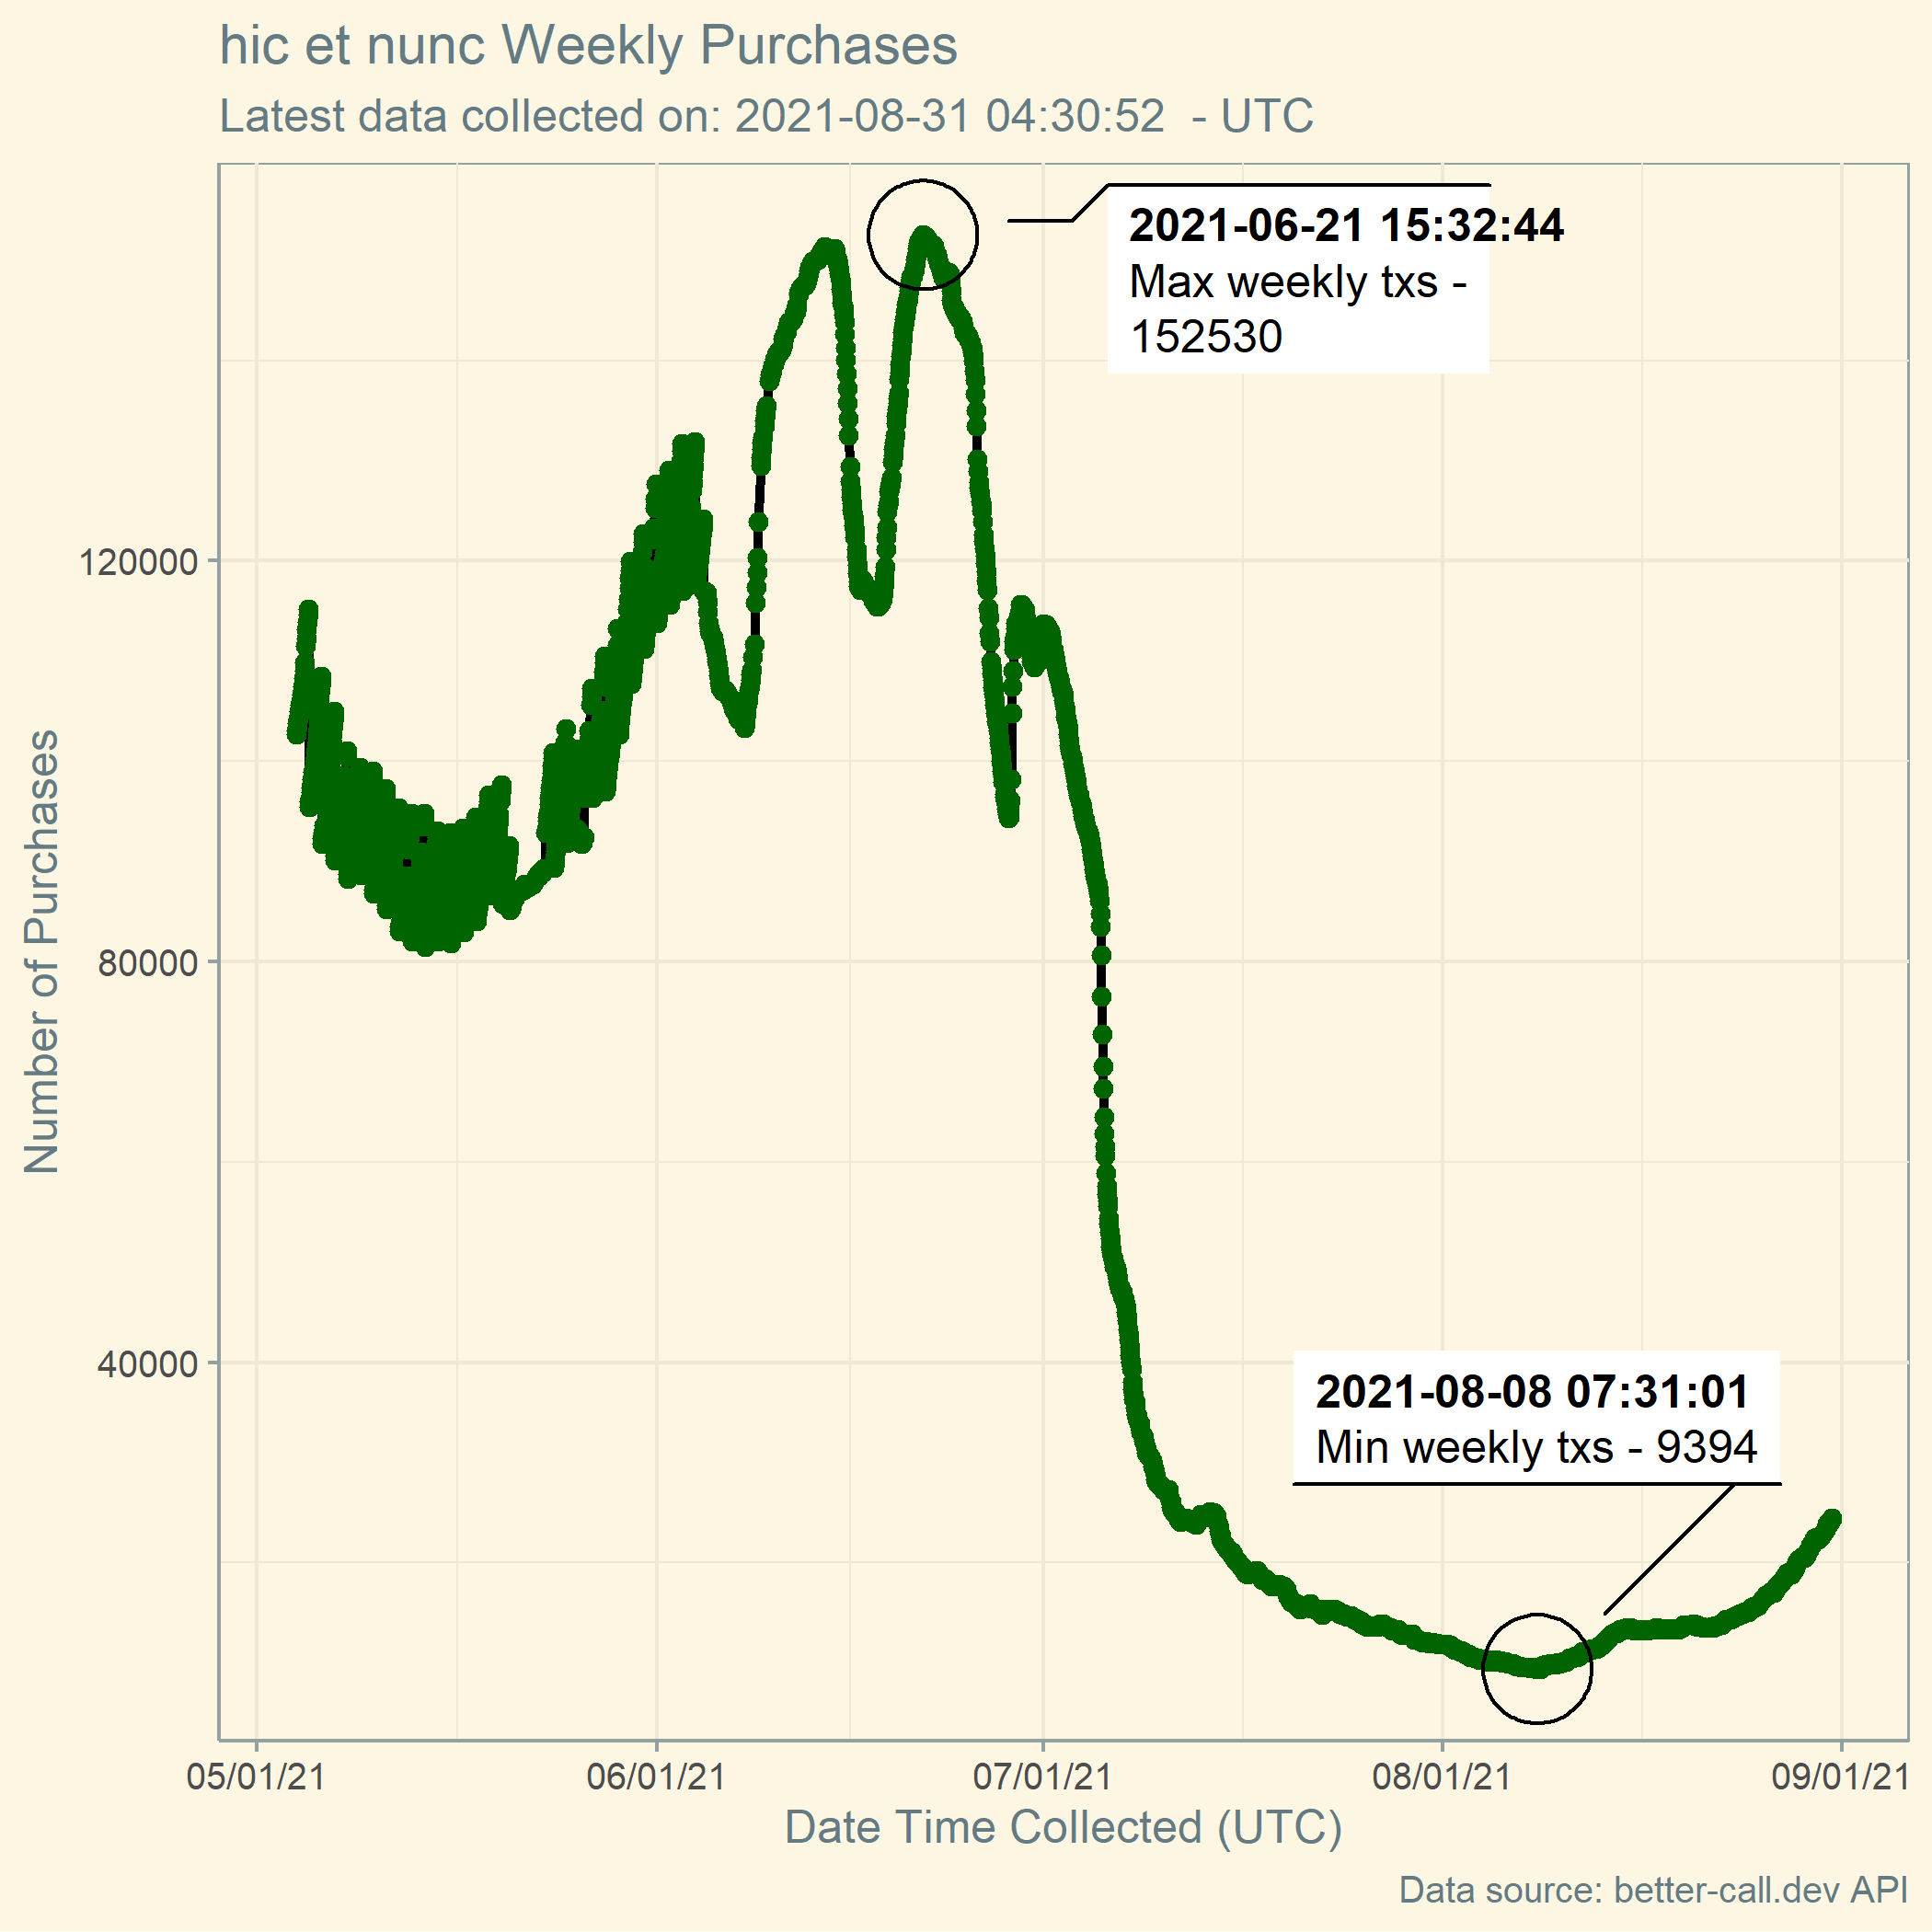 hic et nunc Weekly Purchases
Latest data collected on: 2021-08-31 04:30:52  - UTC
2021-06-21 15:32:44
Max weekly txs -
152530
120000
80000
40000
Number of Purchases
2021-08-08 07:31:01
Min weekly txs - 9394
05/01/21 06/01/21 07/01/21 08/01/21 09/01/21
Date Time Collected (UTC)
Data source: better-call.dev API